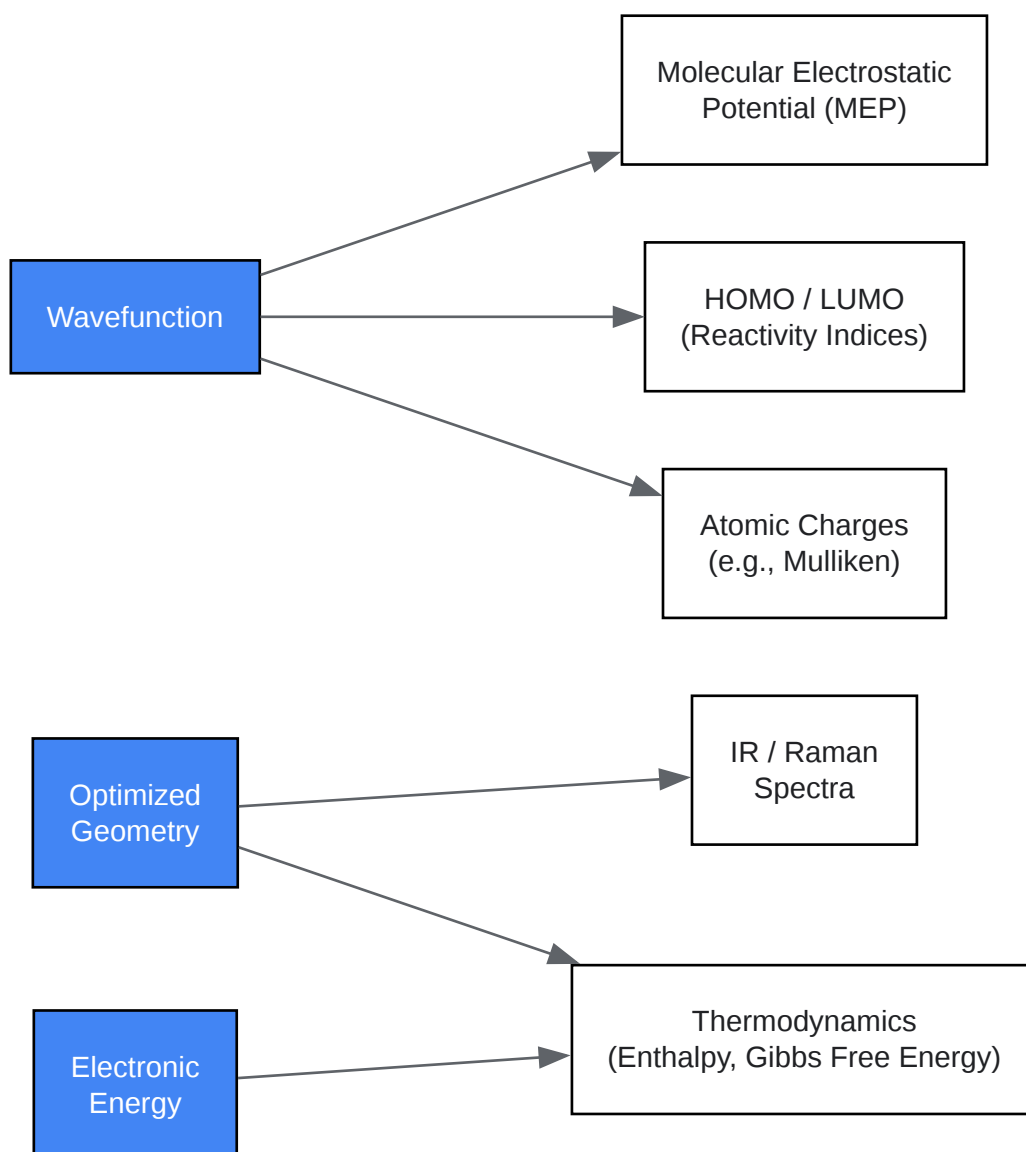 Molecular Electrostatic
Potential (MEP)
Wavefunction
HOMO / LUMO
(Reactivity Indices)
Atomic Charges
(e.g., Mulliken)
IR / Raman
Spectra
Optimized
Geometry
Thermodynamics
(Enthalpy, Gibbs Free Energy)
Electronic
Energy